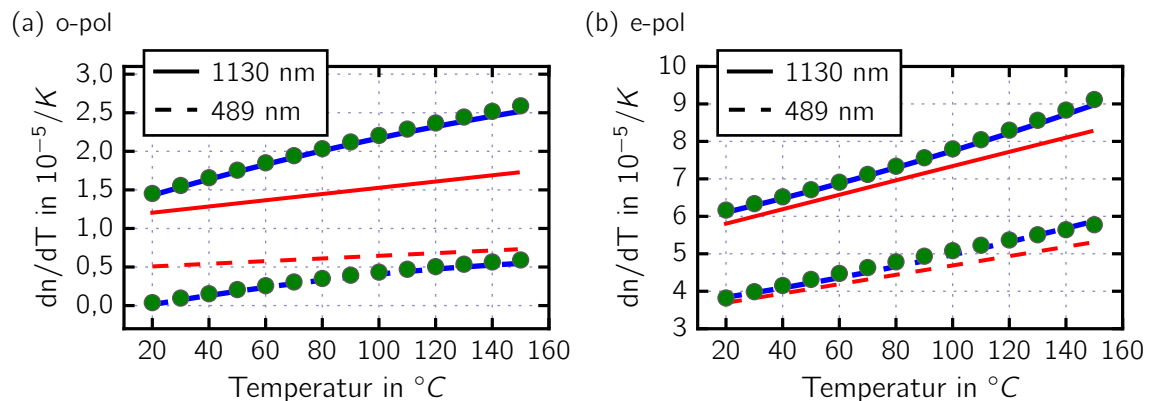 (a) o-pol
dn/dT in 10⁻⁵/K
3,0
2,5
2,0
1,5
1,0
0,5
0,0
1130 nm
489 nm
20 40 60 80 100 120 140 160
Temperatur in °C
(b) e-pol
dn/dT in 10⁻⁵/K
10
9
8
7
6
5
4
3
1130 nm
489 nm
20 40 60 80 100 120 140 160
Temperatur in °C